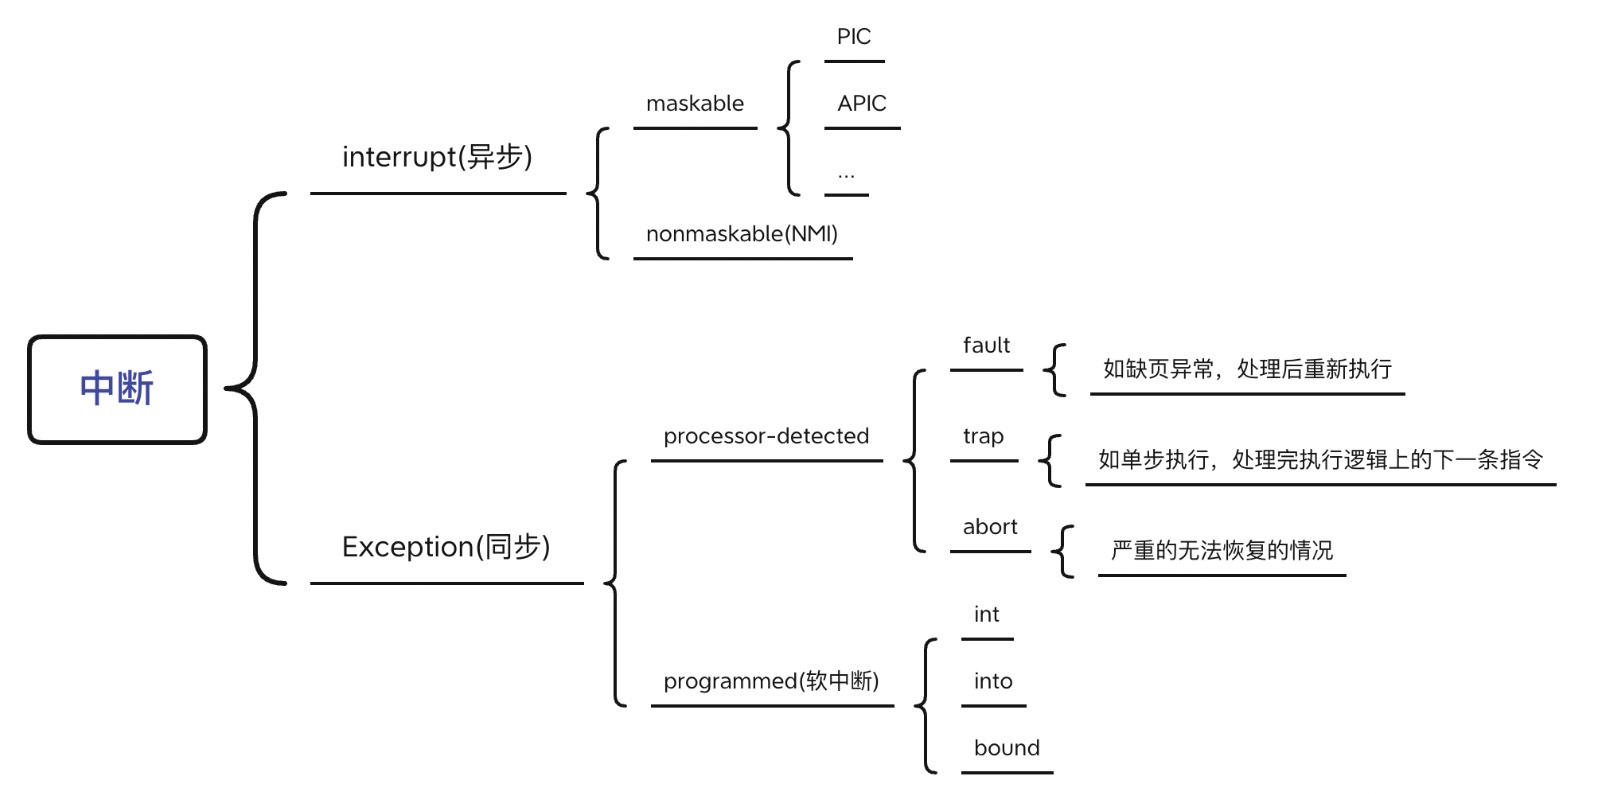 中断
interrupt(异步)
maskable
PIC
APIC
...
nonmaskable(NMI)
Exception(同步)
processor-detected
fault
如缺页异常，处理后重新执行
trap
如单步执行，处理完执行逻辑上的下一条指令
abort
严重的无法恢复的情况
programmed(软中断)
int
into
bound